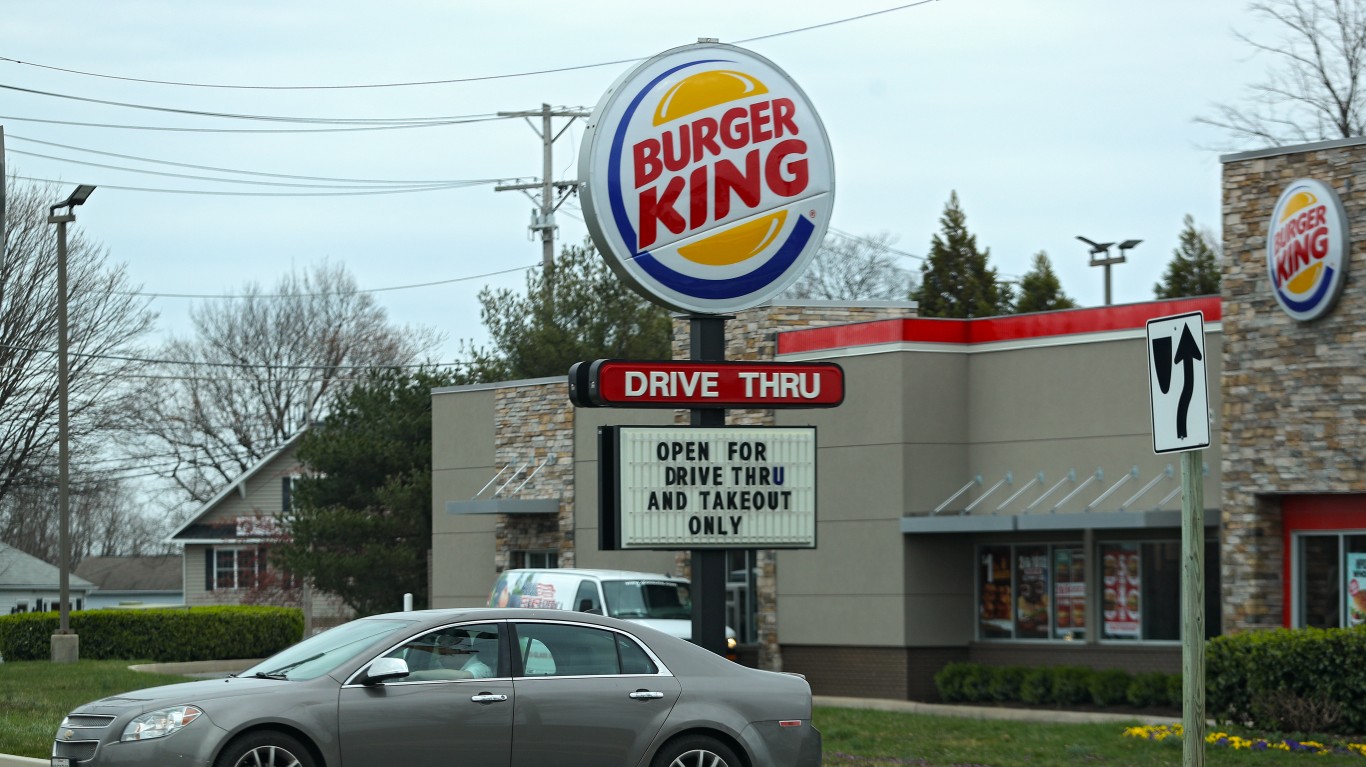 BURGER
KING
®
DRIVE THRU
OPEN FOR
DRIVE THRU
AND TAKEOUT
ONLY
BURGER
KING